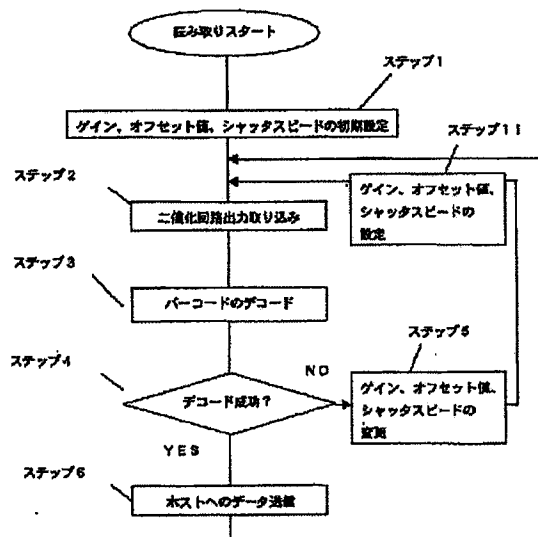 読み取りスタート
ステップ1
ゲイン、オフセット値、シャッタスピードの初期設定
ステップ11
ゲイン、オフセット値、
シャッタスピードの
設定
ステップ2
二値化回路出力取り込み
ステップ3
バーコードのデコード
ステップ4
デコード成功?
NO
ステップ5
ゲイン、オフセット値、
シャッタスピードの
変更
YES
ステップ6
ホストへのデータ送信